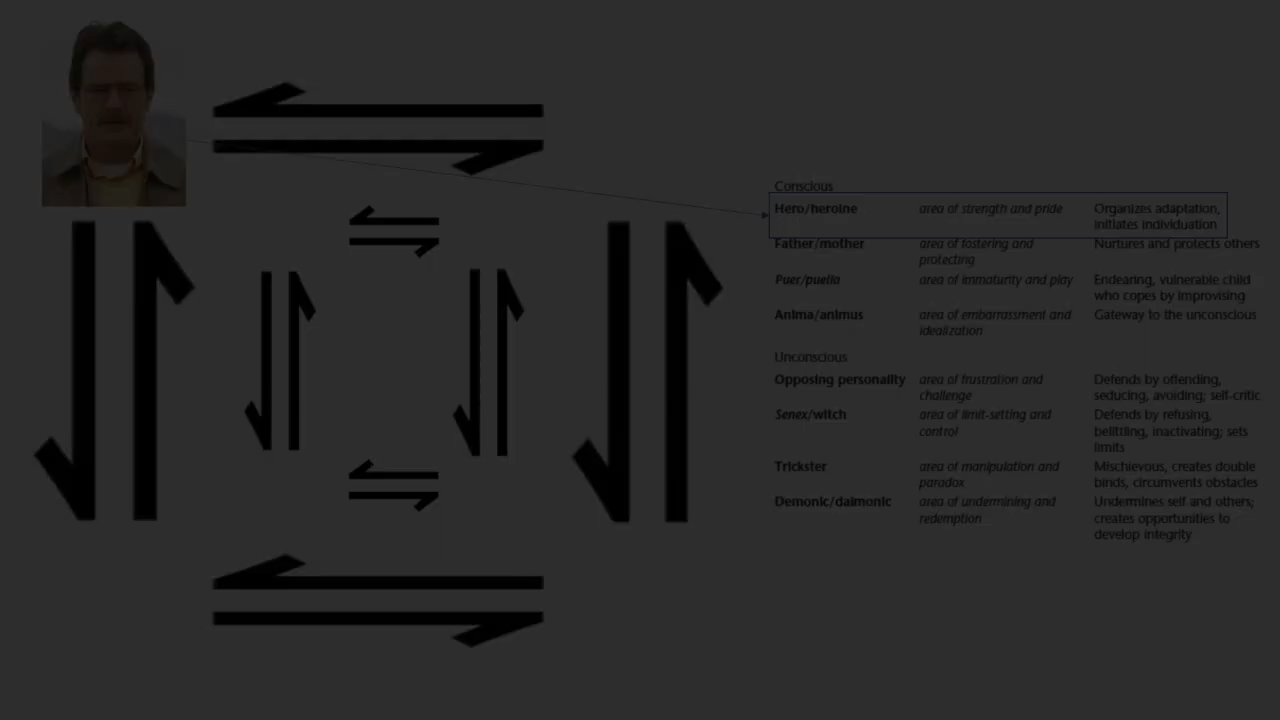 Conscious
Hero/heroine area of strength and pride Organizes adaptation,
initiates individuation
Father/mother area of fostering and Nurtures and protects others
protecting
Puer/puella area of immaturity and play Endearing, vulnerable child
who copes by improvising
Anima/animus area of embarrassment and Gateway to the unconscious
idealization
Unconscious
Opposing personality area of frustration and Defends by offending,
challenge seducing, avoiding; self-critic
Senex/witch area of limit-setting and Defends by refusing,
control belittling, inactivating; sets
limits
Trickster area of manipulation and Mischievous, creates double
paradox binds, circumvents obstacles
Demonic/daimonic area of undermining and Undermines self and others;
redemption creates opportunities to
develop integrity